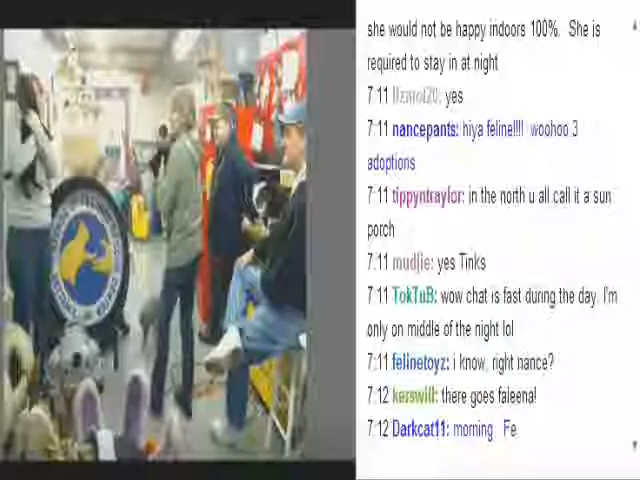 she would not be happy indoors 100%. She is
required to stay in at night
7:11 yes
7:11 nancepants: hiya feline!!!! woohoo 3
adoptions
7:11 tippyntraylor: in the north u all call it a sun
porch
7:11 mudjie: yes Tinks
7:11 TokTuB: wow chat is fast during the day. I'm
only on middle of the night lol
7:11 felinetoyz: i know, right nance?
7:12 kerswill: there goes faleena!
7:12 Darkcat11: morning Fe